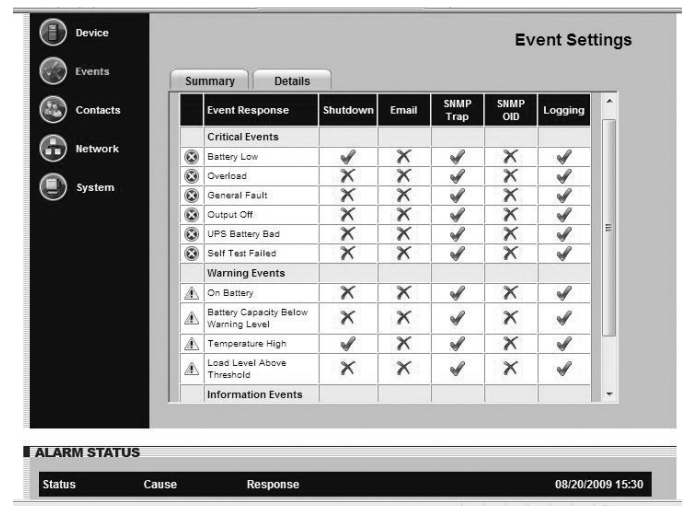 Device
Events
Contacts
Network
System
Event Settings
Summary Details
Event Response Shutdown Email SNMP Trap SNMP OID Logging
Critical Events
Battery Low
Overload
General Fault
Output Off
UPS Battery Bad
Self Test Failed
Warning Events
On Battery
Battery Capacity Below
Warning Level
Temperature High
Load Level Above
Threshold
Information Events
ALARM STATUS
Status Cause Response 08/20/2009 15:30